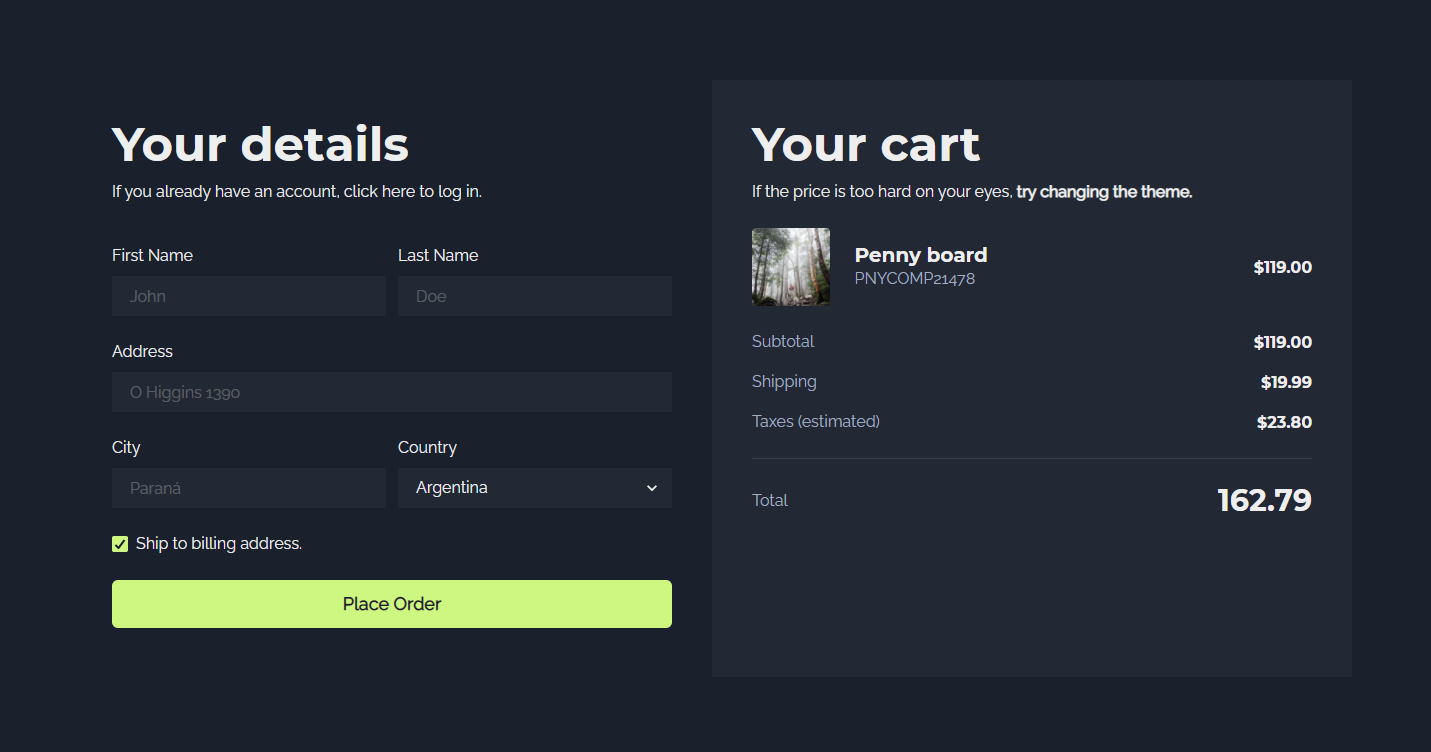 Your details
If you already have an account, click here to log in.
First Name
Last Name
John
Doe
Address
O Higgins 1390
City
Country
Paraná
Argentina
Ship to billing address.
Place Order
Your cart
If the price is too hard on your eyes, try changing the theme.
Penny board
PNYCOMP21478
$119.00
Subtotal
$119.00
Shipping
$19.99
Taxes (estimated)
$23.80
Total
162.79